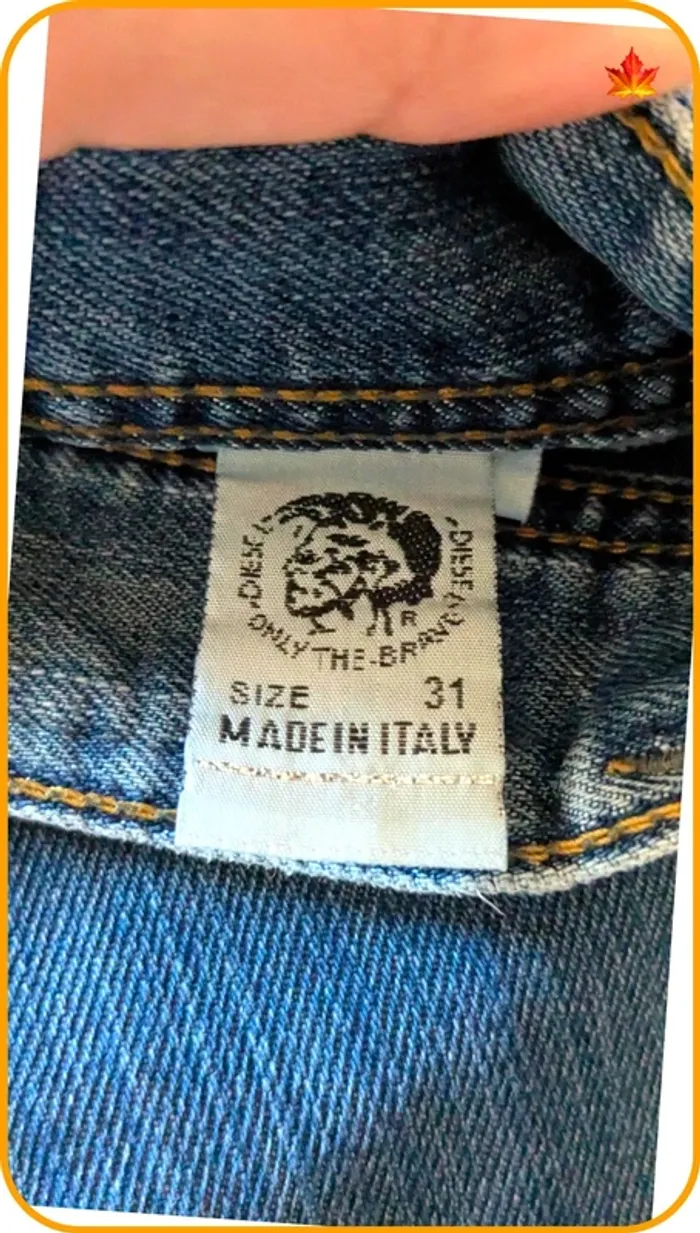 DIESEL
DIESEL
ONLY-THE-BRAVE
R
SIZE 31
MADE IN ITALY